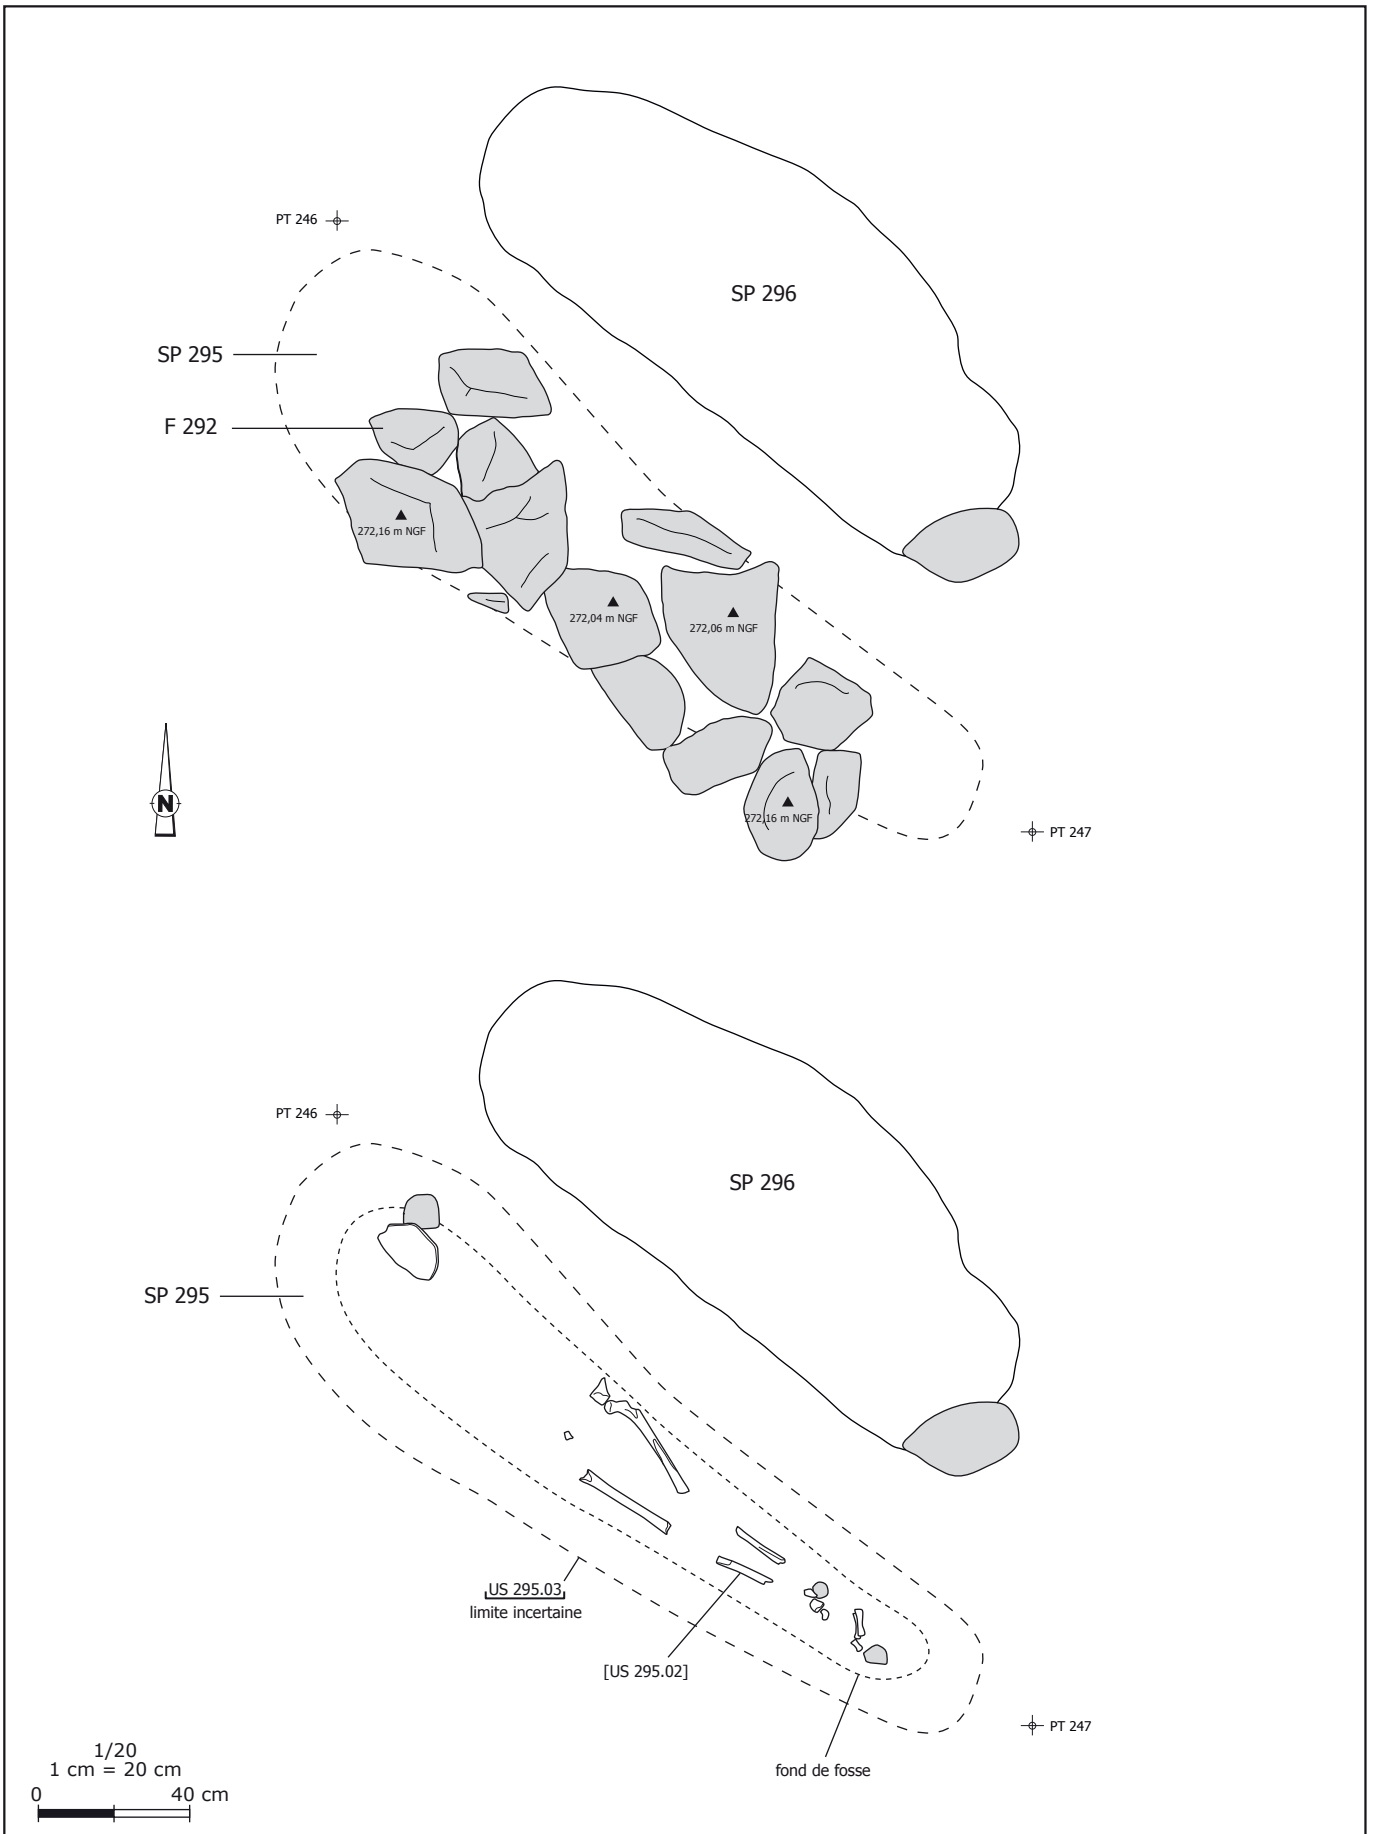 PT 246
SP 296
SP 295
F 292
272,16 m NGF
272,04 m NGF
272,06 m NGF
N
272,16 m NGF
PT 247
PT 246
SP 296
SP 295
US 295.03
limite incertaine
[US 295.02]
PT 247
fond de fosse
1/20
1 cm = 20 cm
0 40 cm